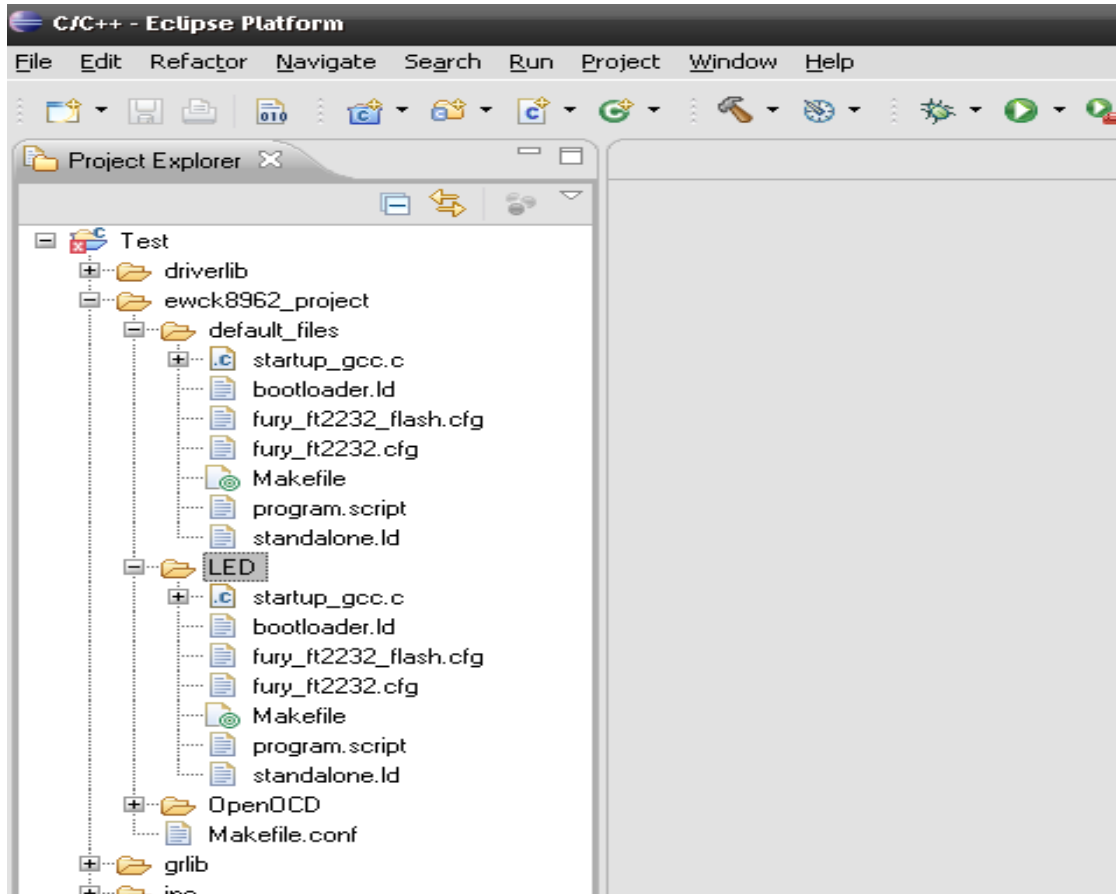 C/C++ - Eclipse Platform
File Edit Refactor Navigate Search Run Project Window Help
010
Project Explorer
Test
driverlib
ewck8962_project
default_files
startup_gcc.c
bootloader.ld
fury_ft2232_flash.cfg
fury_ft2232.cfg
Makefile
program.script
standalone.ld
LED
startup_gcc.c
bootloader.ld
fury_ft2232_flash.cfg
fury_ft2232.cfg
Makefile
program.script
standalone.ld
OpenOCD
Makefile.conf
grlib